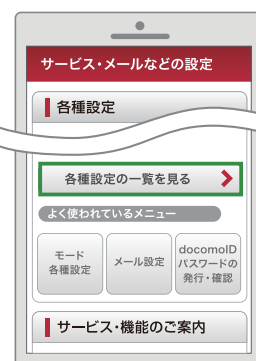 サービス・メールなどの設定
各種設定
各種設定の一覧を見る
よく使われているメニュー
モード
各種設定
メール設定
docomoID
パスワードの
発行・確認
サービス・機能のご案内